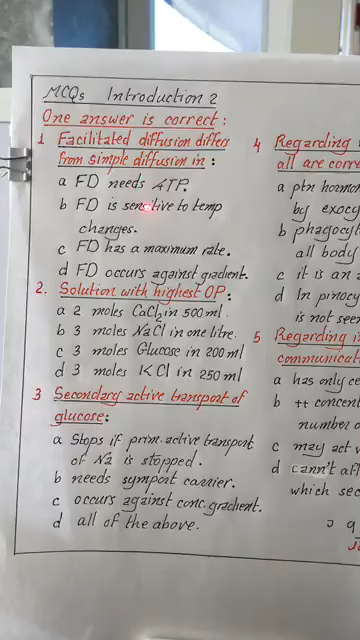 MCQs Introduction 2
One answer is correct:
1 Facilitated diffusion differs
from simple diffusion in:
a FD needs ATP.
b FD is sensitive to temp
changes.
c FD has a maximum rate.
d FD occurs against gradient.
2. Solution with highest OP:
a 2 moles CaCl2 in 500 ml.
b 3 moles NaCl in one litre.
c 3 moles Glucose in 200 ml
d 3 moles KCl in 250 ml
3 Secondary active transport of
glucose:
a Stops if prim. active transport
of Na is stopped.
b needs symport carrier.
c occurs against conc. gradient.
d all of the above.
4 Regarding
all are corre
a ptn hormon
by exocy
b phagocyt
all body
c it is an a
d In pinocy
is not seen
5 Regarding in
communicati
a has only ce
b ++ concent
number o
c may act v
d cann't aff
which sec